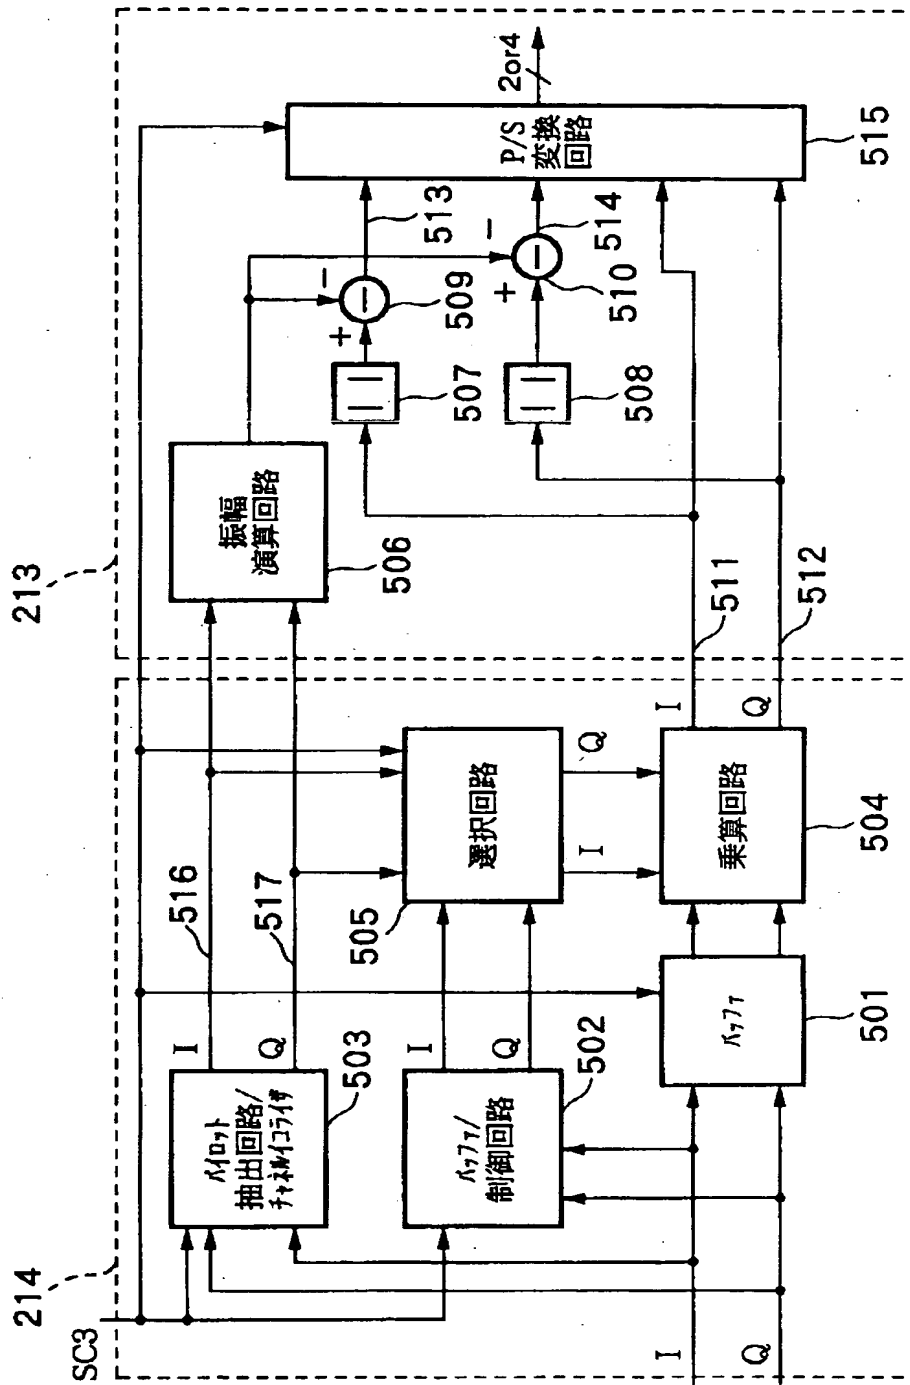 213
2or4
P/S
変換
回路
515
513
514
−
−
−
−
509
510
+
+
| |
507
| |
508
振幅
演算回路
506
511
512
214
SC3
I
Q
516
517
選択回路
505
I
Q
乗算回路
504
I
Q
パイロット
抽出回路/
チャネルイコライザ
503
バッファ/
制御回路
502
バッファ
501
I
Q
I
Q